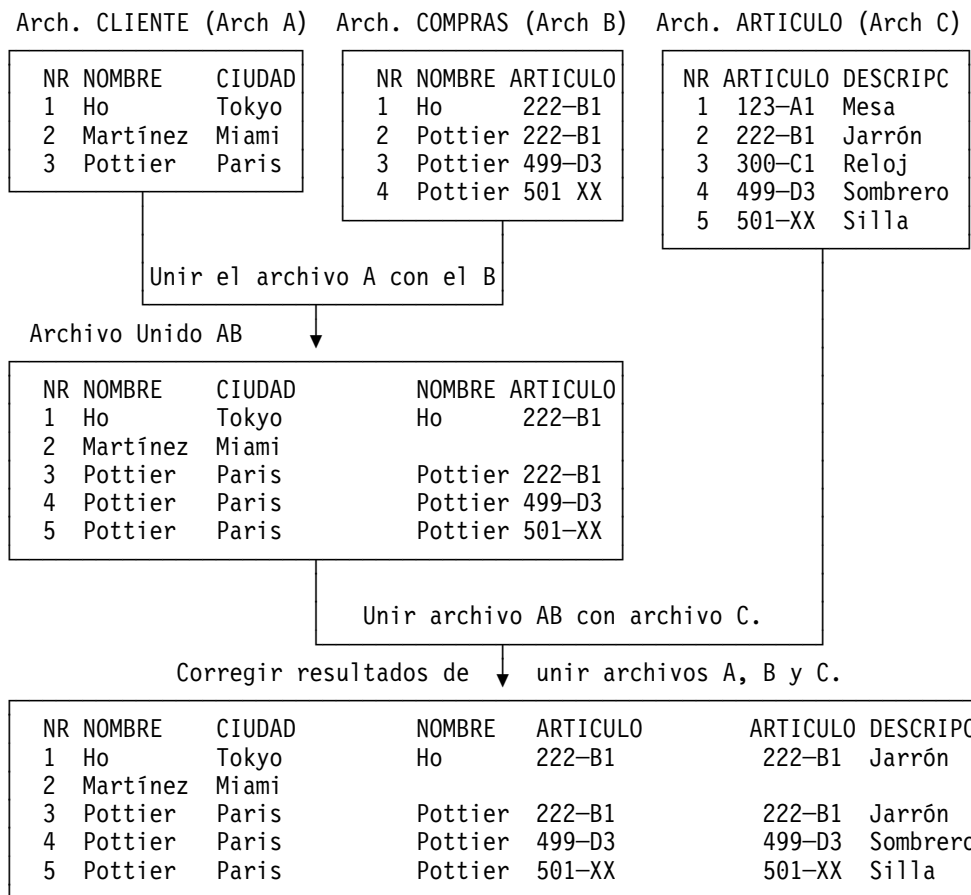 Arch. CLIENTE (Arch A) Arch. COMPRAS (Arch B) Arch. ARTICULO (Arch C)
NR NOMBRE CIUDAD
1 Ho Tokyo
2 Martínez Miami
3 Pottier Paris
NR NOMBRE ARTICULO
1 Ho 222—B1
2 Pottier 222—B1
3 Pottier 499—D3
4 Pottier 501 XX
NR ARTICULO DESCRIPC
1 123—A1 Mesa
2 222—B1 Jarrón
3 300—C1 Reloj
4 499—D3 Sombrero
5 501—XX Silla
Unir el archivo A con el B
Archivo Unido AB
NR NOMBRE CIUDAD NOMBRE ARTICULO
1 Ho Tokyo Ho 222—B1
2 Martínez Miami
3 Pottier Paris Pottier 222—B1
4 Pottier Paris Pottier 499—D3
5 Pottier Paris Pottier 501—XX
Unir archivo AB con archivo C.
Corregir resultados de unir archivos A, B y C.
NR NOMBRE CIUDAD NOMBRE ARTICULO ARTICULO DESCRIPC
1 Ho Tokyo Ho 222—B1 222—B1 Jarrón
2 Martínez Miami
3 Pottier Paris Pottier 222—B1 222—B1 Jarrón
4 Pottier Paris Pottier 499—D3 499—D3 Sombrero
5 Pottier Paris Pottier 501—XX 501—XX Silla